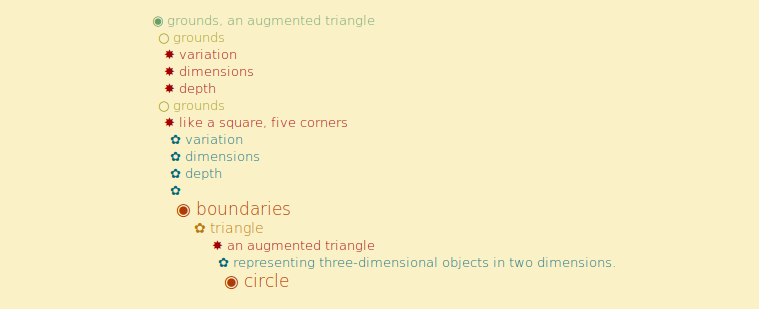 ◉ grounds, an augmented triangle
○ grounds
✸ variation
✸ dimensions
✸ depth
○ grounds
✸ like a square, five corners
✿ variation
✿ dimensions
✿ depth
✿
◉ boundaries
✿ triangle
✸ an augmented triangle
✿ representing three-dimensional objects in two dimensions.
◉ circle